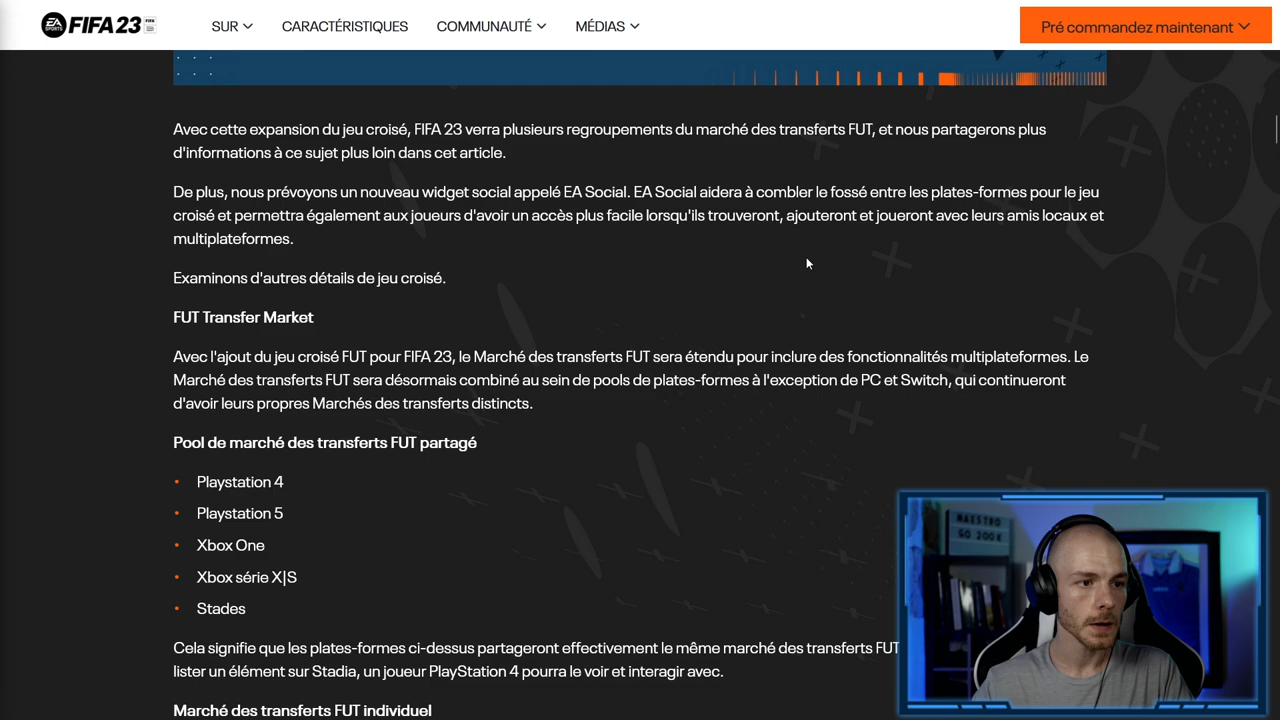 EA SPORTS FIFA 23
SUR CARACTÉRISTIQUES COMMUNAUTÉ MÉDIAS Pré commandez maintenant
Avec cette expansion du jeu croisé, FIFA 23 verra plusieurs regroupements du marché des transferts FUT, et nous partagerons plus
d'informations à ce sujet plus loin dans cet article.
De plus, nous prévoyons un nouveau widget social appelé EA Social. EA Social aidera à combler le fossé entre les plates-formes pour le jeu
croisé et permettra également aux joueurs d'avoir un accès plus facile lorsqu'ils trouveront, ajouteront et joueront avec leurs amis locaux et
multiplateformes.
Examinons d'autres détails de jeu croisé.
FUT Transfer Market
Avec l'ajout du jeu croisé FUT pour FIFA 23, le Marché des transferts FUT sera étendu pour inclure des fonctionnalités multiplateformes. Le
Marché des transferts FUT sera désormais combiné au sein de pools de plates-formes à l'exception de PC et Switch, qui continueront
d'avoir leurs propres Marchés des transferts distincts.
Pool de marché des transferts FUT partagé
• Playstation 4
• Playstation 5
• Xbox One
• Xbox série X|S
• Stades
Cela signifie que les plates-formes ci-dessus partageront effectivement le même marché des transferts FUT
lister un élément sur Stadia, un joueur PlayStation 4 pourra le voir et interagir avec.
Marché des transferts FUT individuel
MAESTRO
GO 200K